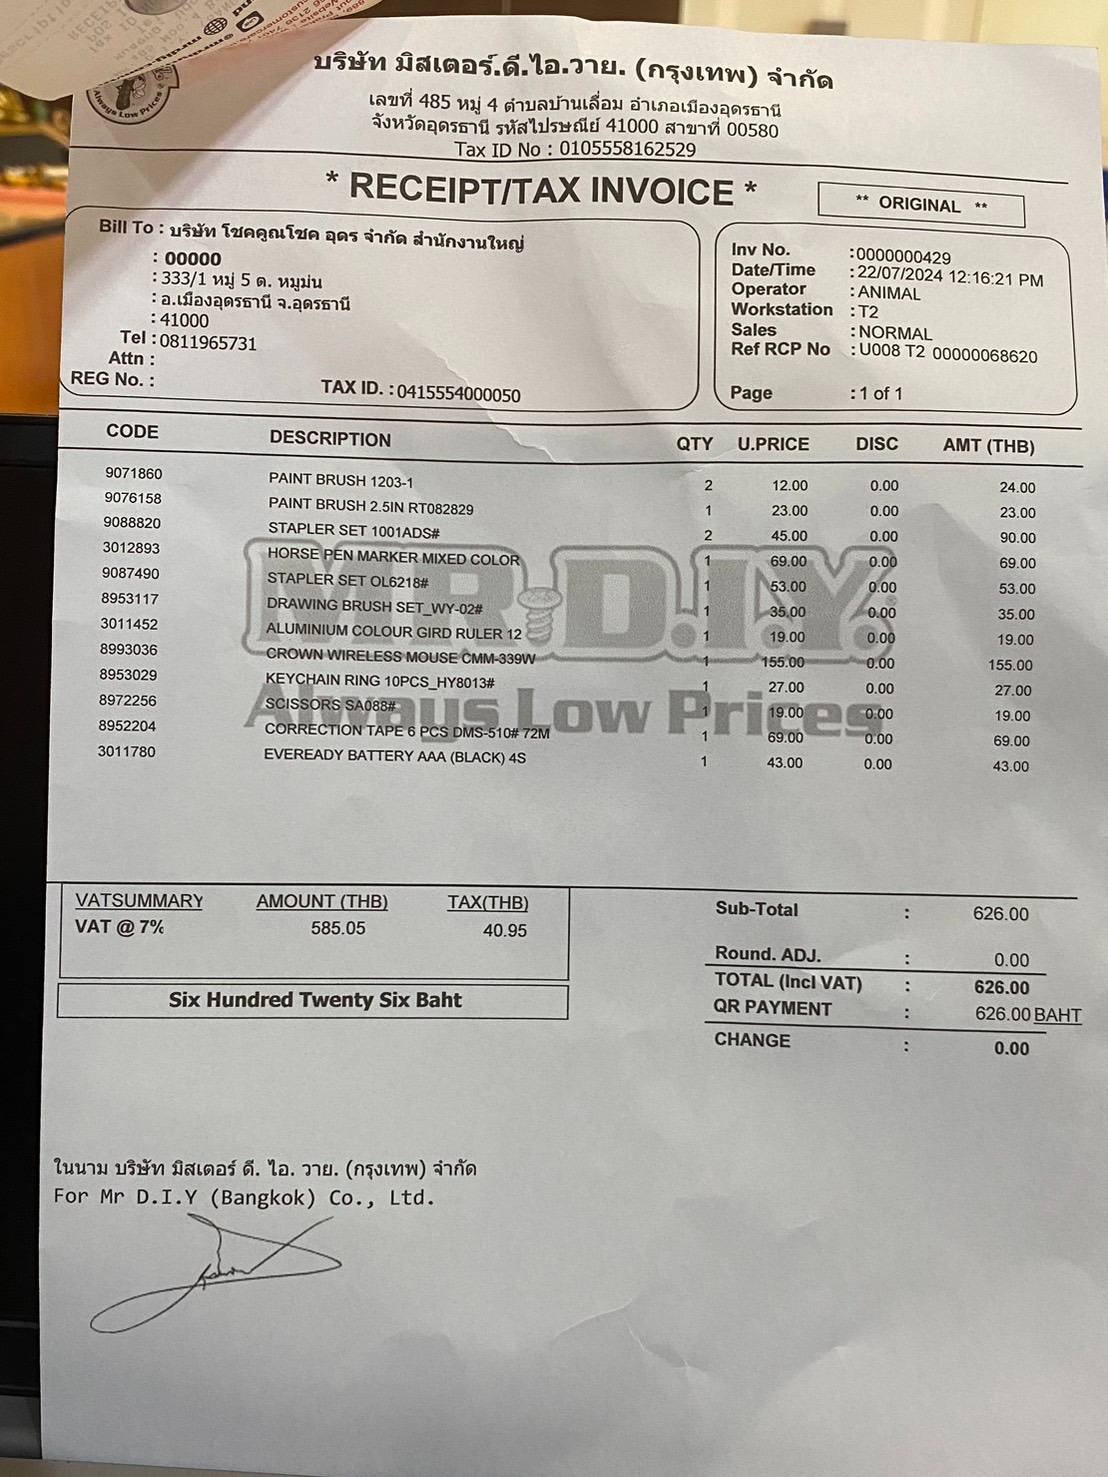 บริษัท มิสเตอร์.ดี.ไอ.วาย. (กรุงเทพ) จำกัด
Always Low Prices
เลขที่ 485 หมู่ 4 ตำบลบ้านเลื่อม อำเภอเมืองอุดรธานี
จังหวัดอุดรธานี รหัสไปรษณีย์ 41000 สาขาที่ 00580
Tax ID No : 0105558162529
* RECEIPT/TAX INVOICE *
** ORIGINAL **
Bill To : บริษัท โชคคูณโชค อุดร จำกัด สำนักงานใหญ่
: 00000
: 333/1 หมู่ 5 ต. หมูม่น
: อ.เมืองอุดรธานี จ.อุดรธานี
: 41000
Tel : 0811965731
Attn :
REG No. : TAX ID. : 0415554000050
Inv No. : 0000000429
Date/Time : 22/07/2024 12:16:21 PM
Operator : ANIMAL
Workstation : T2
Sales : NORMAL
Ref RCP No : U008 T2 00000068620
Page : 1 of 1
CODE DESCRIPTION QTY U.PRICE DISC AMT (THB)
9071860 PAINT BRUSH 1203-1 2 12.00 0.00 24.00
9076158 PAINT BRUSH 2.5IN RT082829 1 23.00 0.00 23.00
9088820 STAPLER SET 1001ADS# 2 45.00 0.00 90.00
3012893 HORSE PEN MARKER MIXED COLOR 1 69.00 0.00 69.00
9087490 STAPLER SET OL6218# 1 53.00 0.00 53.00
8953117 DRAWING BRUSH SET_WY-02# 1 35.00 0.00 35.00
3011452 ALUMINIUM COLOUR GIRD RULER 12 1 19.00 0.00 19.00
8993036 CROWN WIRELESS MOUSE CMM-339W 1 155.00 0.00 155.00
8953029 KEYCHAIN RING 10PCS_HY8013# 1 27.00 0.00 27.00
8972256 SCISSORS SA088# 1 19.00 0.00 19.00
8952204 CORRECTION TAPE 6 PCS DMS-510# 72M 1 69.00 0.00 69.00
3011780 EVEREADY BATTERY AAA (BLACK) 4S 1 43.00 0.00 43.00
MR.D.I.Y.
Always Low Prices
VATSUMMARY AMOUNT (THB) TAX(THB)
VAT @ 7% 585.05 40.95
Six Hundred Twenty Six Baht
Sub-Total : 626.00
Round. ADJ. : 0.00
TOTAL (Incl VAT) : 626.00
QR PAYMENT : 626.00 BAHT
CHANGE : 0.00
ในนาม บริษัท มิสเตอร์ ดี. ไอ. วาย. (กรุงเทพ) จำกัด
For Mr D.I.Y (Bangkok) Co., Ltd.